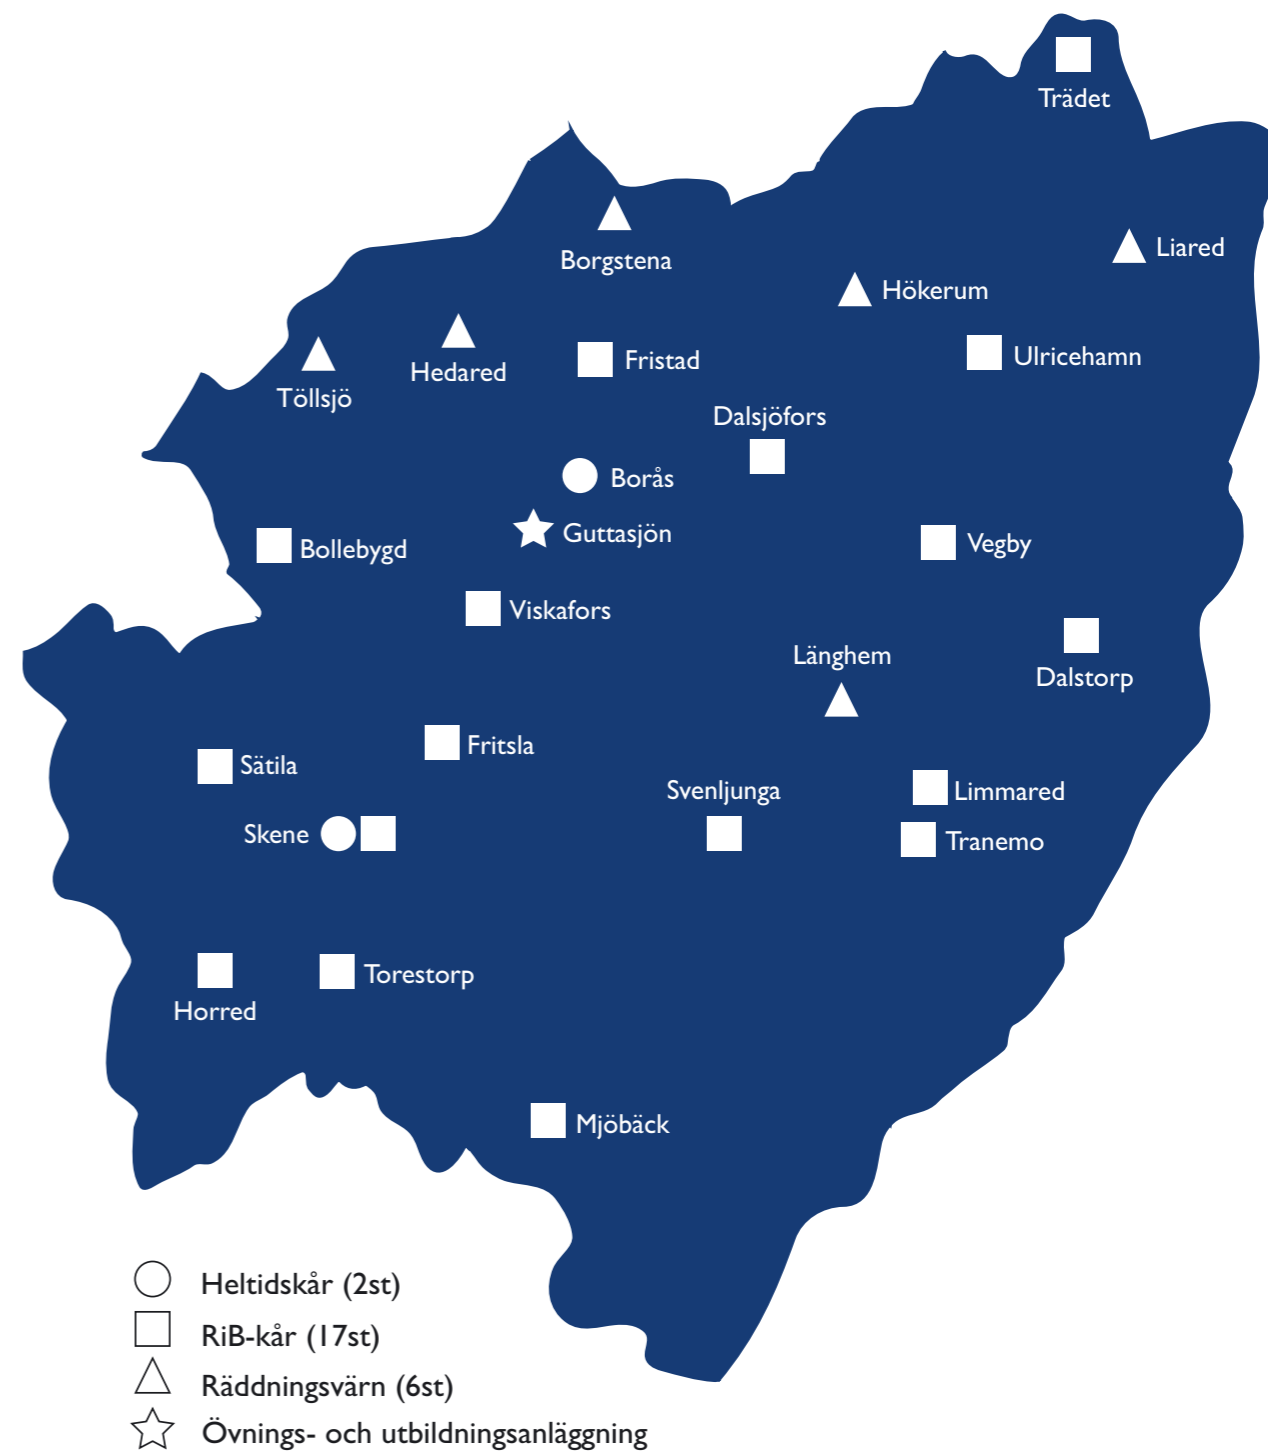 Trädet
Liared
Borgstena
Hökerum
Ulricehamn
Fristad
Hedared
Töllsjö
Dalsjöfors
Borås
Guttasjön
Vegby
Bollebygd
Viskafors
Länghem
Dalstorp
Fritsla
Sätila
Svenljunga
Limmared
Skene
Tranemo
Torestorp
Horred
Mjöbäck
Heltidskår (2st)
RiB-kår (17st)
Räddningsvärn (6st)
Övnings- och utbildningsanläggning